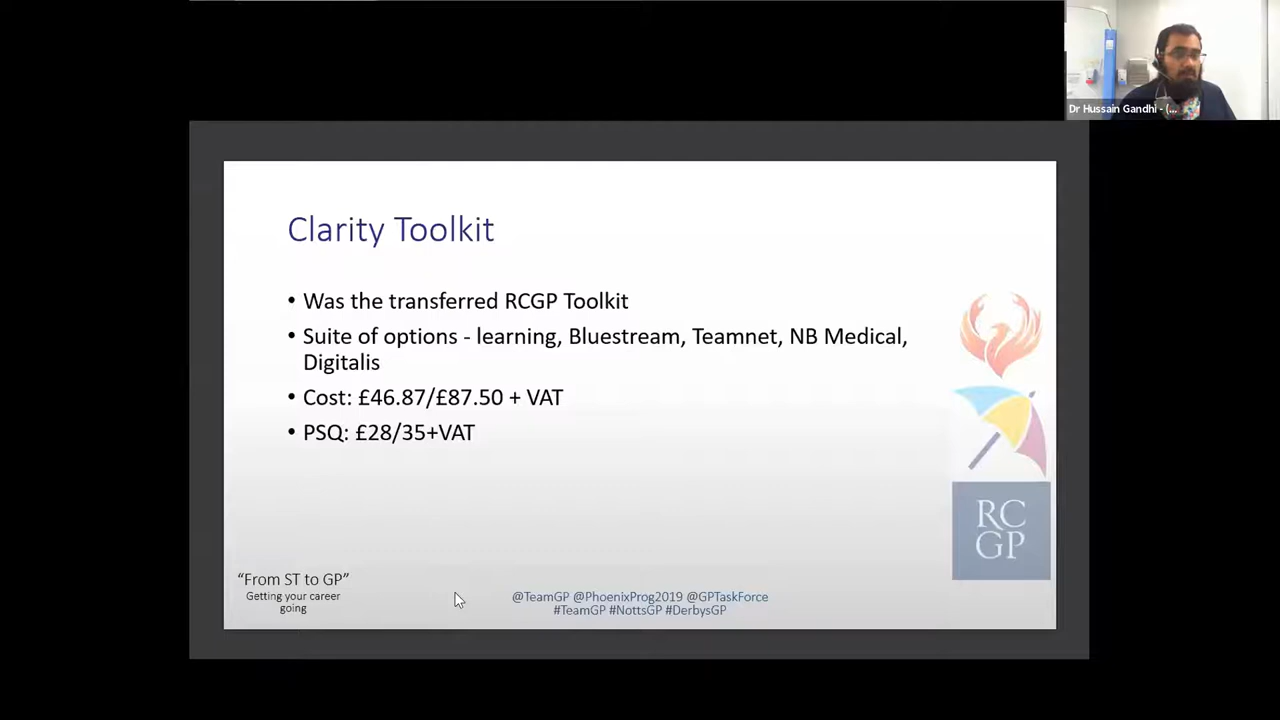 Dr Hussain Gandhi - (...
Clarity Toolkit
• Was the transferred RCGP Toolkit
• Suite of options - learning, Bluestream, Teamnet, NB Medical,
Digitalis
• Cost: £46.87/£87.50 + VAT
• PSQ: £28/35+VAT
RC
GP
“From ST to GP”
Getting your career
going
@TeamGP @PhoenixProg2019 @GPTaskForce
#TeamGP #NottsGP #DerbysGP